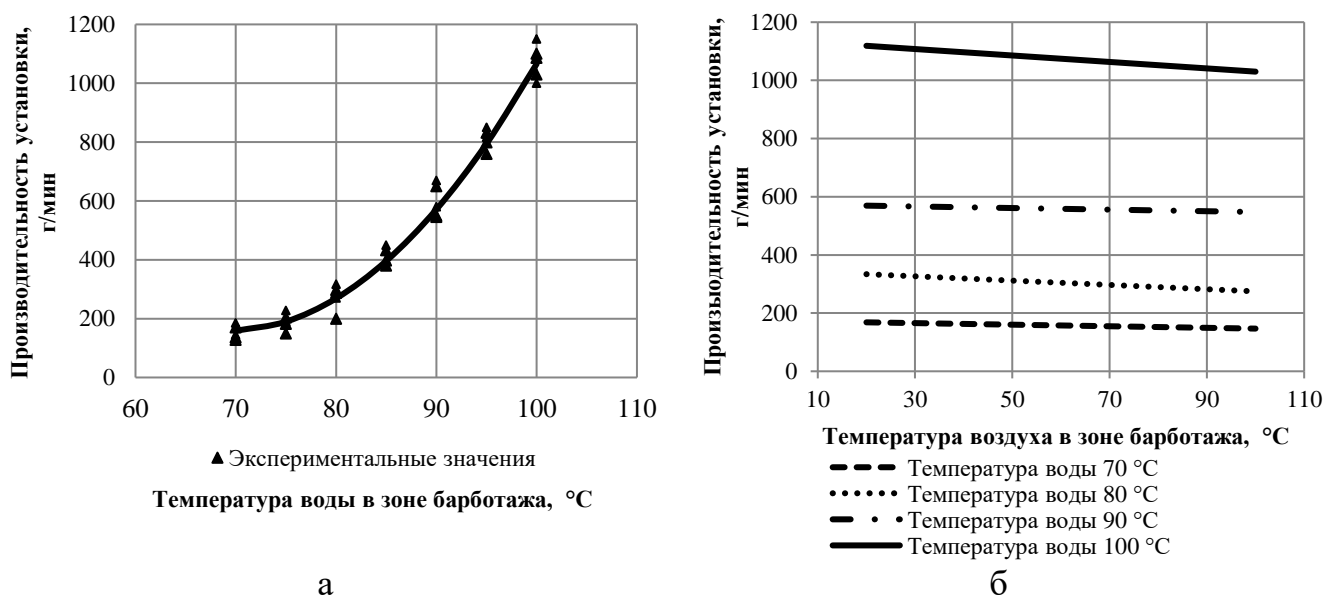 Производительность установки,
г/мин
1200
1000
800
600
400
200
0
60 70 80 90 100 110
Экспериментальные значения
Температура воды в зоне барботажа, °С
а
Произыодительность установки,
г/мин
1200
1000
800
600
400
200
0
10 30 50 70 90 110
Температура воздуха в зоне барботажа, °С
Температура воды 70 °С
Температура воды 80 °С
Температура воды 90 °С
Температура воды 100 °С
б